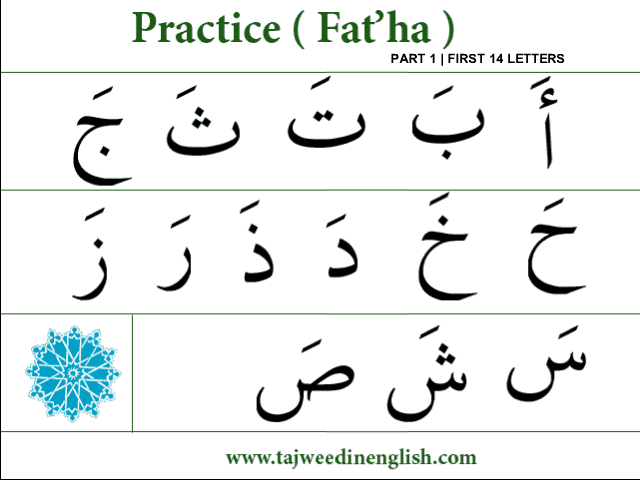 Practice ( Fat’ha )
PART 1 | FIRST 14 LETTERS
أَ بَ تَ ثَ جَ
حَ خَ دَ ذَ رَ زَ
سَ شَ صَ
www.tajweedinenglish.com